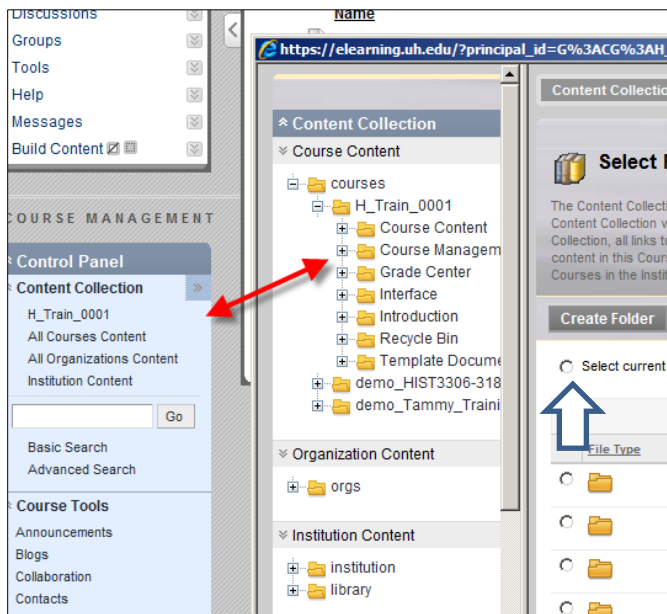 Discussions
Groups
Tools
Help
Messages
Build Content
COURSE MANAGEMENT
Control Panel
Content Collection
H_Train_0001
All Courses Content
All Organizations Content
Institution Content
Go
Basic Search
Advanced Search
Course Tools
Announcements
Blogs
Collaboration
Contacts
Name
https://elearning.uh.edu/?principal_id=G%3ACG%3AH_
Content Collection
Course Content
courses
H_Train_0001
Course Content
Course Managem
Grade Center
Interface
Introduction
Recycle Bin
Template Docume
demo_HIST3306-318
demo_Tammy_Traini
Organization Content
orgs
Institution Content
institution
library
Content Collectio
Select
The Content Collecti
Content Collection v
Collection, all links t
content in this Cour
Courses in the Instit
Create Folder
Select current
File Type